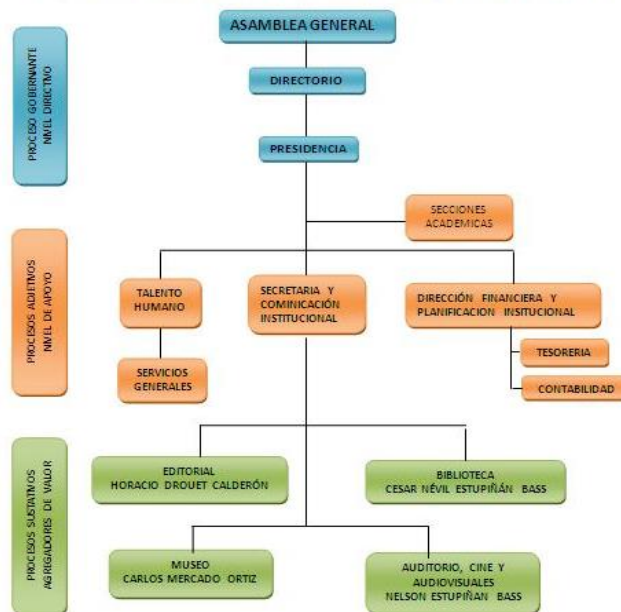 ASAMBLEA GENERAL
DIRECTORIO
PRESIDENCIA
PROCESO GOBERNANTE
NIVEL DIRECTIVO
SECCIONES
ACADEMICAS
PROCESOS ADJETIVOS
NIVEL DE APOYO
TALENTO
HUMANO
SECRETARIA Y
COMINICACIÓN
INSTITUCIONAL
DIRECCIÓN FINANCIERA Y
PLANIFICACION INSITUCIONAL
SERVICIOS
GENERALES
TESORERIA
CONTABILIDAD
PROCESOS SUSTATIVOS
AGREGADORES DE VALOR
EDITORIAL
HORACIO DROUET CALDERÓN
BIBLIOTECA
CESAR NÉVIL ESTUPIÑÁN BASS
MUSEO
CARLOS MERCADO ORTIZ
AUDITORIO, CINE Y
AUDIOVISUALES
NELSON ESTUPIÑAN BASS